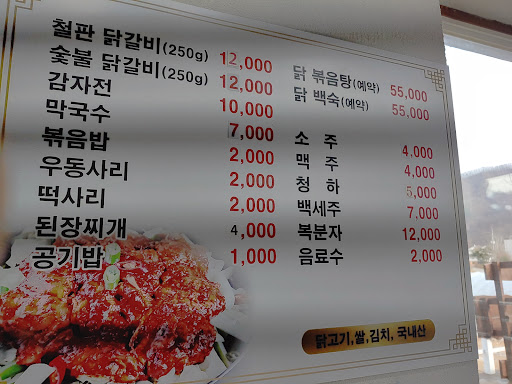 철판 닭갈비(250g) 12,000
숯불 닭갈비(250g) 12,000
감자전 10,000
막국수 7,000
볶음밥 2,000
우동사리 2,000
떡사리 2,000
된장찌개 4,000
공기밥 1,000
닭 볶음탕(예약) 55,000
닭 백숙(예약) 55,000
소 주 4,000
맥 주 4,000
청 하 5,000
백세주 7,000
복분자 12,000
음료수 2,000
닭고기,쌀,김치, 국내산